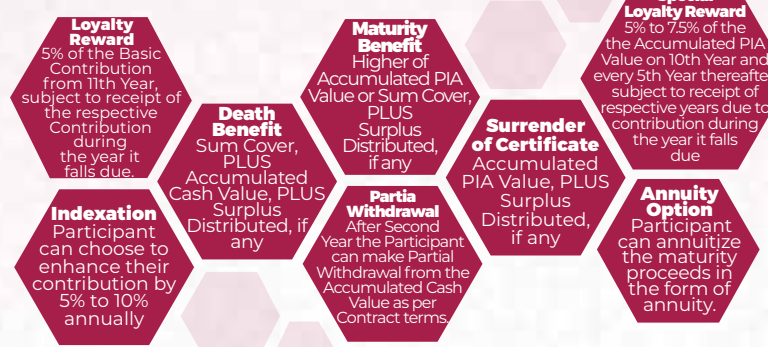 Loyalty
Reward
5% of the Basic
Contribution
from 11th Year,
subject to receipt of
the respective
Contribution
during
the year it
falls due.
Indexation
Participant
can choose to
enhance their
contribution by
5% to 10%
annually
Death
Benefit
Sum Cover,
PLUS
Accumulated
Cash Value, PLUS
Surplus
Distributed, if
any
Maturity
Benefit
Higher of
Accumulated PIA
Value or Sum Cover,
PLUS
Surplus
Distributed,
if any
Partia
Withdrawal
After Second
Year the Participant
can make Partial
Withdrawal from the
Accumulated Cash
Value as per
Contract terms.
Surrender
of Certificate
Accumulated
PIA Value, PLUS
Surplus
Distributed,
if any
Loyalty Reward
5% to 7.5% of the
the Accumulated PIA
Value on 10th Year and
every 5th Year thereafte
subject to receipt of
respective years due to
contribution during
the year it falls
due
Annuity
Option
Participant
can annuitize
the maturity
proceeds in
the form of
annuity.